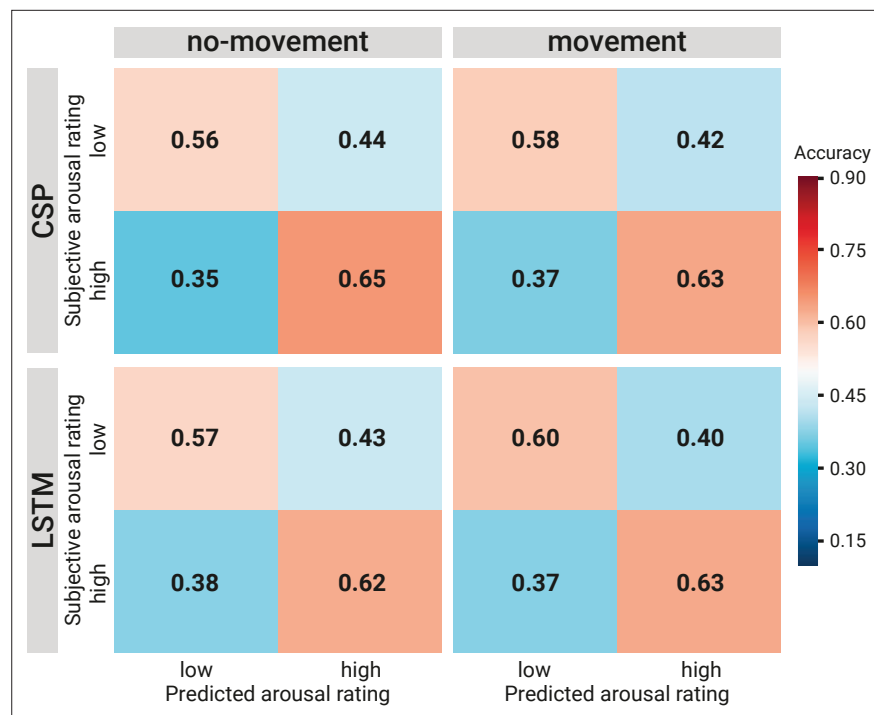 no-movement movement
CSP
Subjective arousal rating
low
high
0.56 0.44 0.58 0.42
0.35 0.65 0.37 0.63
Accuracy
0.90
0.75
0.60
0.45
0.30
0.15
LSTM
Subjective arousal rating
low
high
0.57 0.43 0.60 0.40
0.38 0.62 0.37 0.63
low high low high
Predicted arousal rating Predicted arousal rating